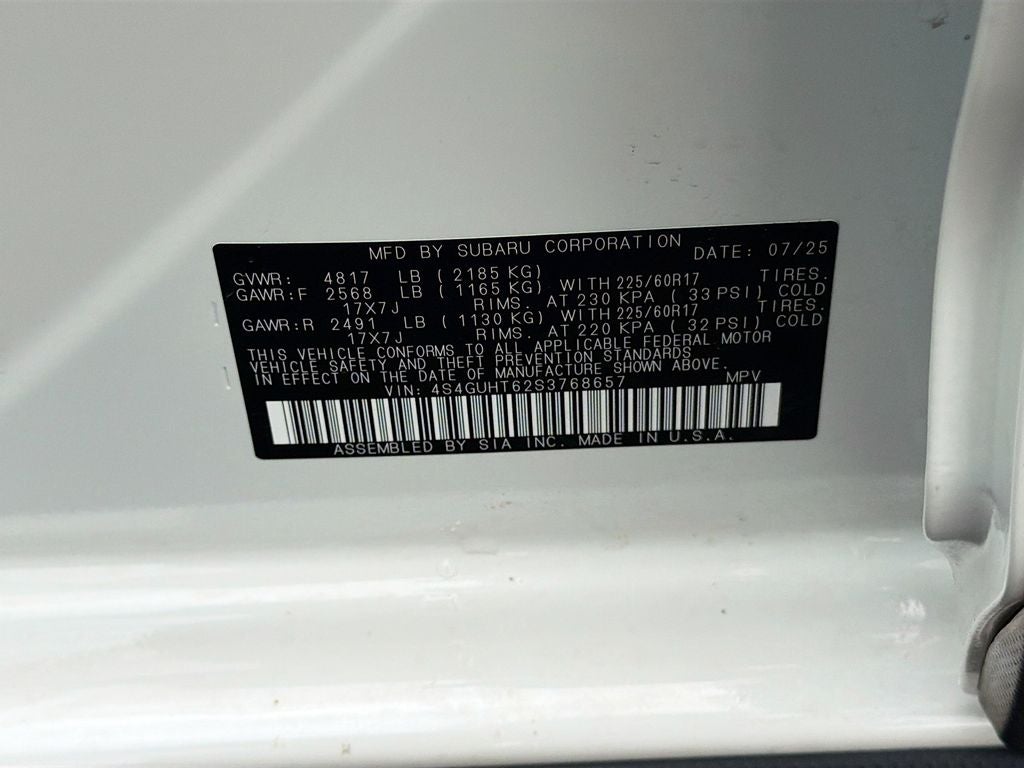 MFD BY SUBARU CORPORATION DATE: 07/25
GVWR: 4817 LB (2185 KG)
GAWR:F 2568 LB (1165 KG) WITH 225/60R17 TIRES.
17X7J RIMS. AT 230 KPA (33 PSI) COLD
GAWR:R 2491 LB (1130 KG) WITH 225/60R17 TIRES.
17X7J RIMS. AT 220 KPA (32 PSI) COLD
THIS VEHICLE CONFORMS TO ALL APPLICABLE FEDERAL MOTOR
VEHICLE SAFETY AND THEFT PREVENTION STANDARDS
IN EFFECT ON THE DATE OF MANUFACTURE SHOWN ABOVE.
VIN: 4S4GUHT62S3768657 MPV
ASSEMBLED BY SIA INC. MADE IN U.S.A.